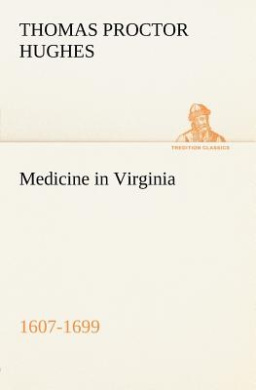 THOMAS PROCTOR
HUGHES
TREDITION CLASSICS
Medicine in Virginia
1607-1699